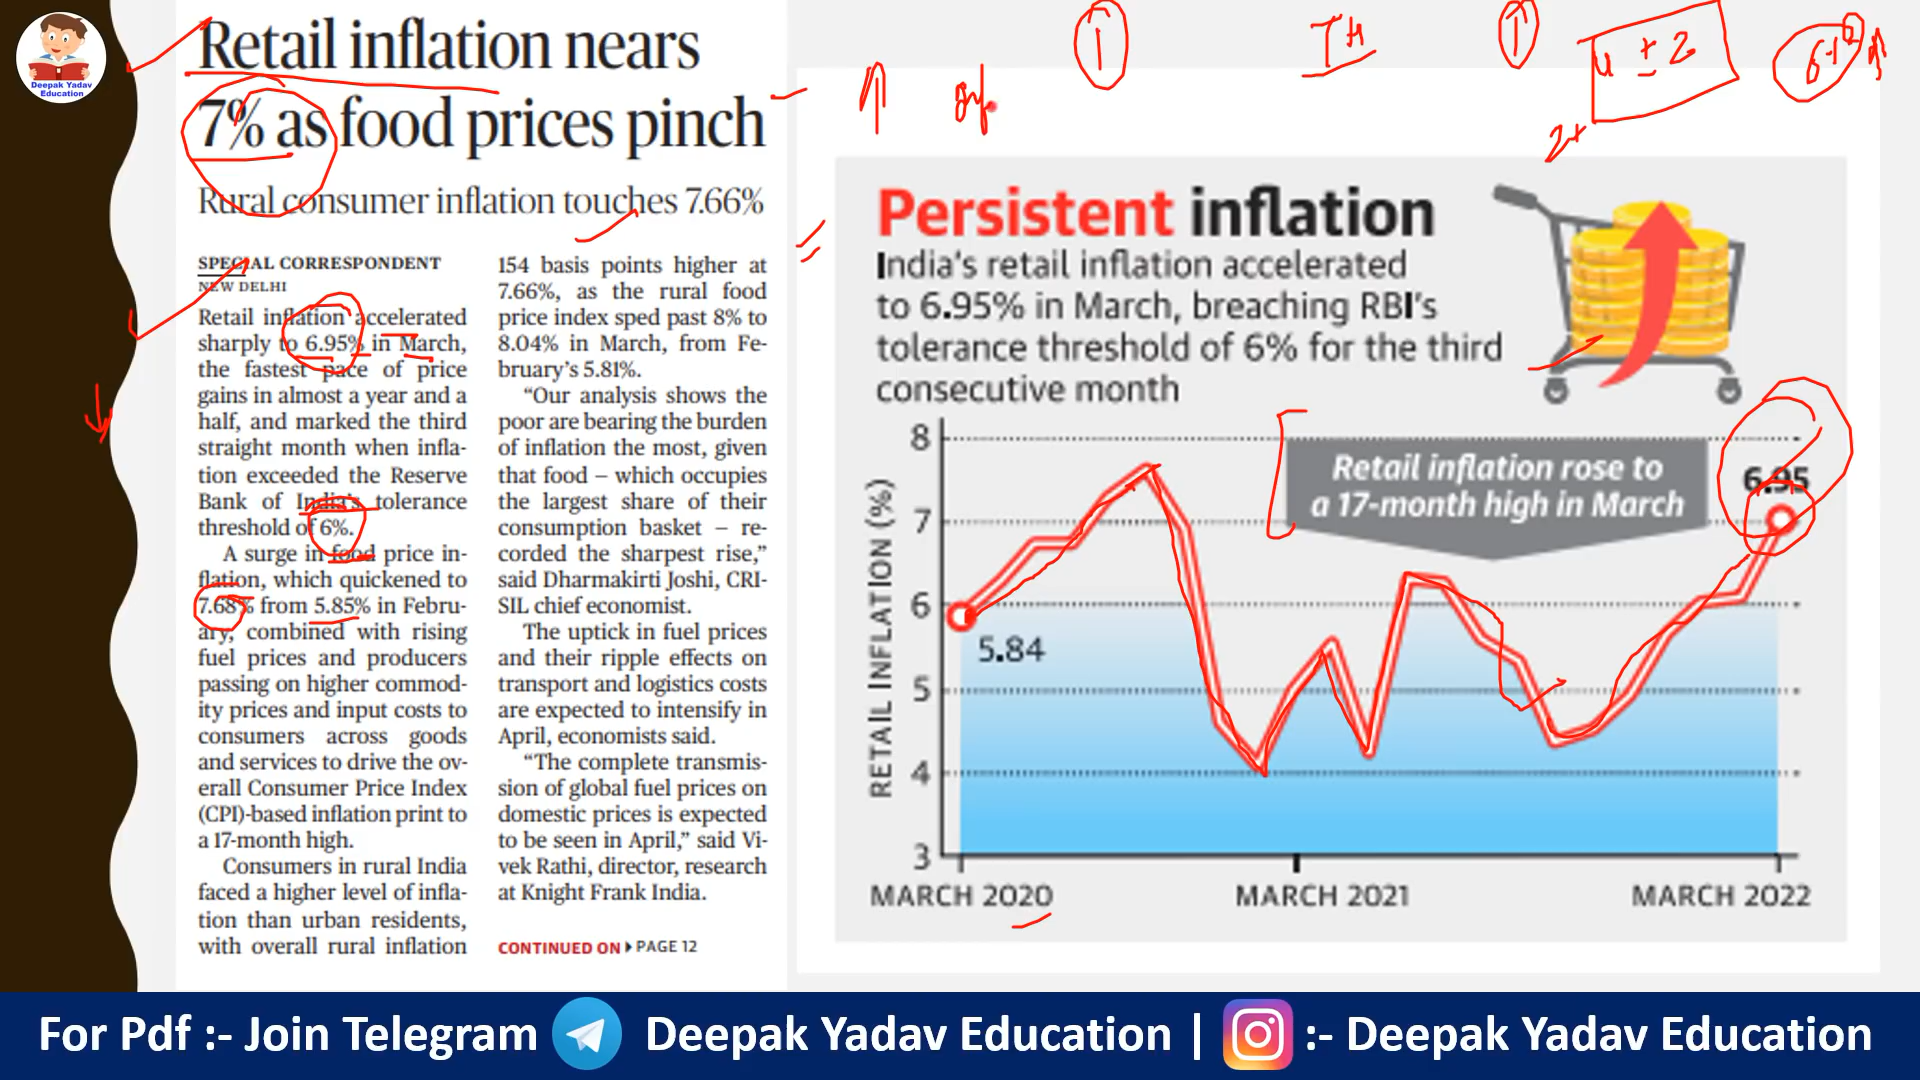 Deepak Yadav
Education
Retail inflation nears
7% as food prices pinch
Rural consumer inflation touches 7.66%
SPECIAL CORRESPONDENT
NEW DELHI
Retail inflation accelerated
sharply to 6.95% in March,
the fastest pace of price
gains in almost a year and a
half, and marked the third
straight month when infla-
tion exceeded the Reserve
Bank of India's tolerance
threshold of 6%.
A surge in food price in-
flation, which quickened to
7.68% from 5.85% in Febru-
ary, combined with rising
fuel prices and producers
passing on higher commod-
ity prices and input costs to
consumers across goods
and services to drive the ov-
erall Consumer Price Index
(CPI)-based inflation print to
a 17-month high.
Consumers in rural India
faced a higher level of infla-
tion than urban residents,
with overall rural inflation
154 basis points higher at
7.66%, as the rural food
price index sped past 8% to
8.04% in March, from Fe-
bruary's 5.81%.
“Our analysis shows the
poor are bearing the burden
of inflation the most, given
that food – which occupies
the largest share of their
consumption basket – re-
corded the sharpest rise,”
said Dharmakirti Joshi, CRI-
SIL chief economist.
The uptick in fuel prices
and their ripple effects on
transport and logistics costs
are expected to intensify in
April, economists said.
“The complete transmis-
sion of global fuel prices on
domestic prices is expected
to be seen in April,” said Vi-
vek Rathi, director, research
at Knight Frank India.
CONTINUED ON PAGE 12
± 2
Persistent inflation
India's retail inflation accelerated
to 6.95% in March, breaching RBI's
tolerance threshold of 6% for the third
consecutive month
Retail inflation rose to
a 17-month high in March
6.95
5.84
RETAIL INFLATION (%)
8
7
6
5
4
3
MARCH 2020 MARCH 2021 MARCH 2022
For Pdf :- Join Telegram Deepak Yadav Education | :- Deepak Yadav Education